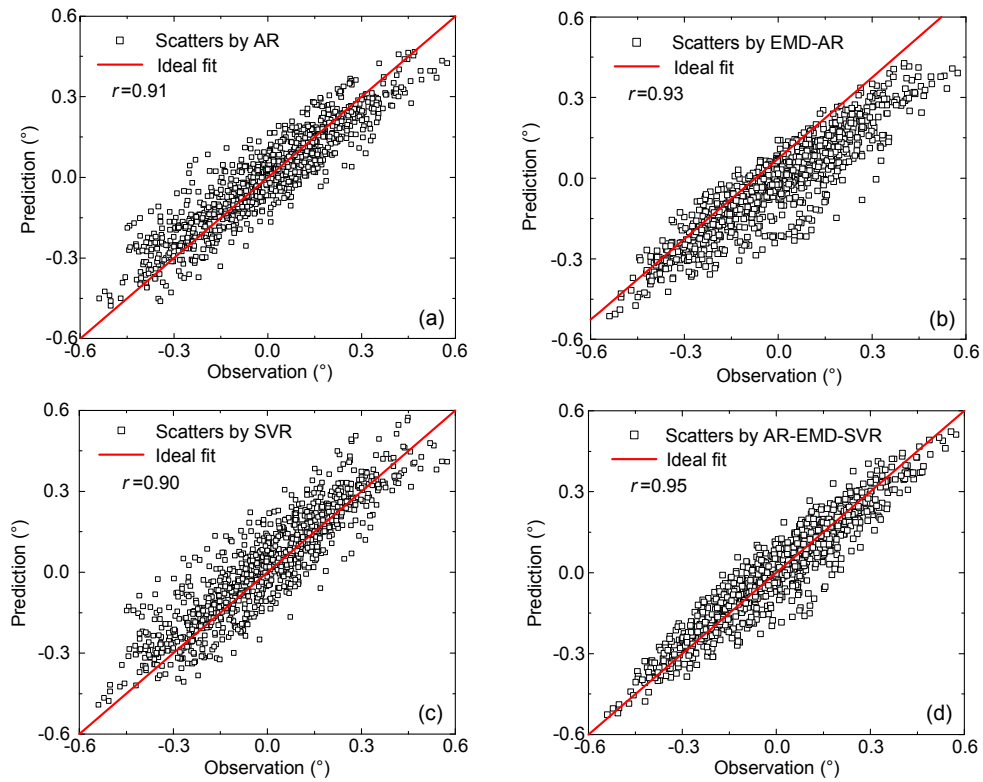 0.6
0.3
0.0
-0.3
-0.6
Prediction (°)
Scatters by AR
Ideal fit
r=0.91
(a)
-0.6 -0.3 0.0 0.3 0.6
Observation (°)
0.6
0.3
0.0
-0.3
-0.6
Prediction (°)
Scatters by EMD-AR
Ideal fit
r=0.93
(b)
-0.6 -0.3 0.0 0.3 0.6
Observation (°)
0.6
0.3
0.0
-0.3
-0.6
Prediction (°)
Scatters by SVR
Ideal fit
r=0.90
(c)
-0.6 -0.3 0.0 0.3 0.6
Observation (°)
0.6
0.3
0.0
-0.3
-0.6
Prediction (°)
Scatters by AR-EMD-SVR
Ideal fit
r=0.95
(d)
-0.6 -0.3 0.0 0.3 0.6
Observation (°)